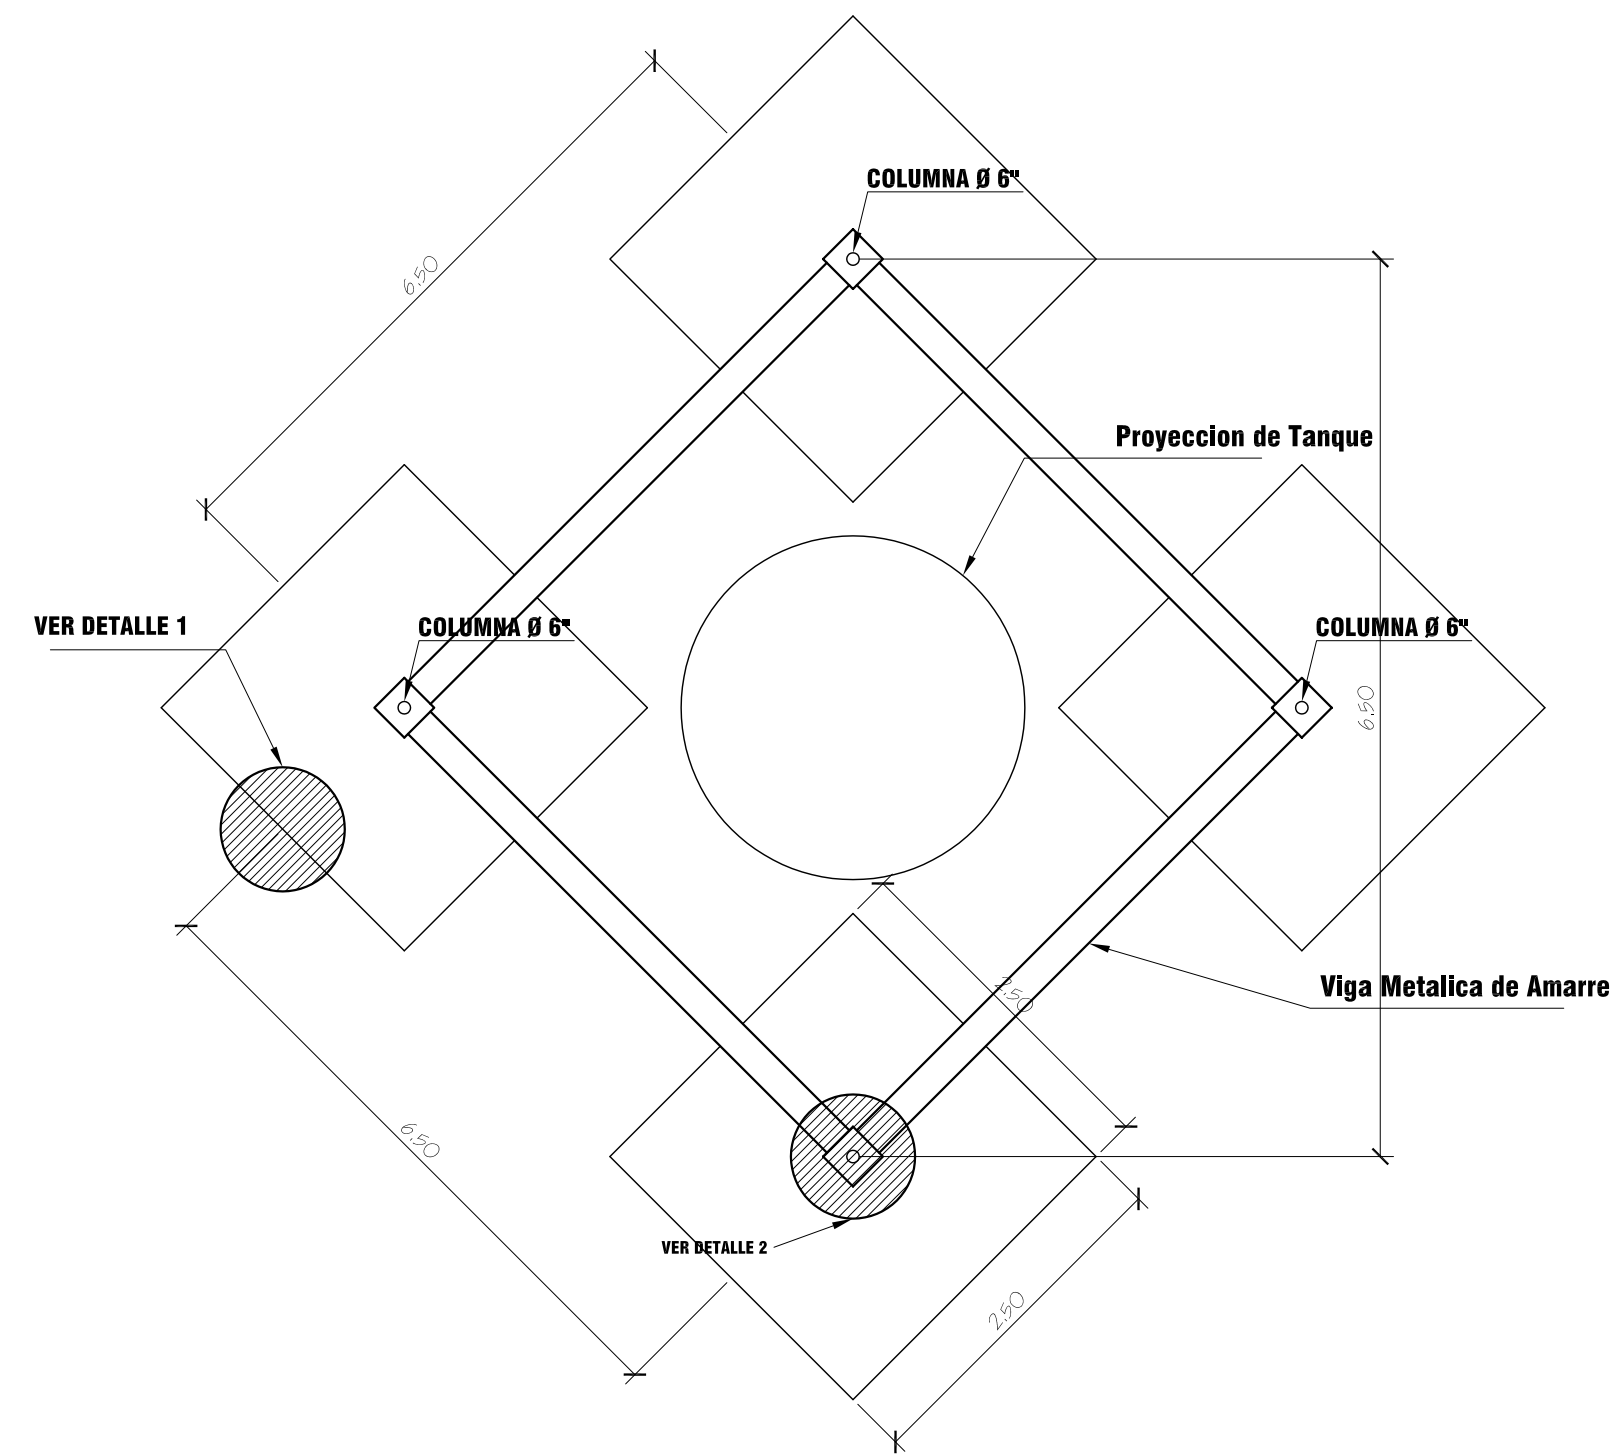 COLUMNA Ø 6"
6.50
Proyeccion de Tanque
VER DETALLE 1
COLUMNA Ø 6"
COLUMNA Ø 6"
6.50
Viga Metalica de Amarre
2.50
6.50
VER DETALLE 2
2.50